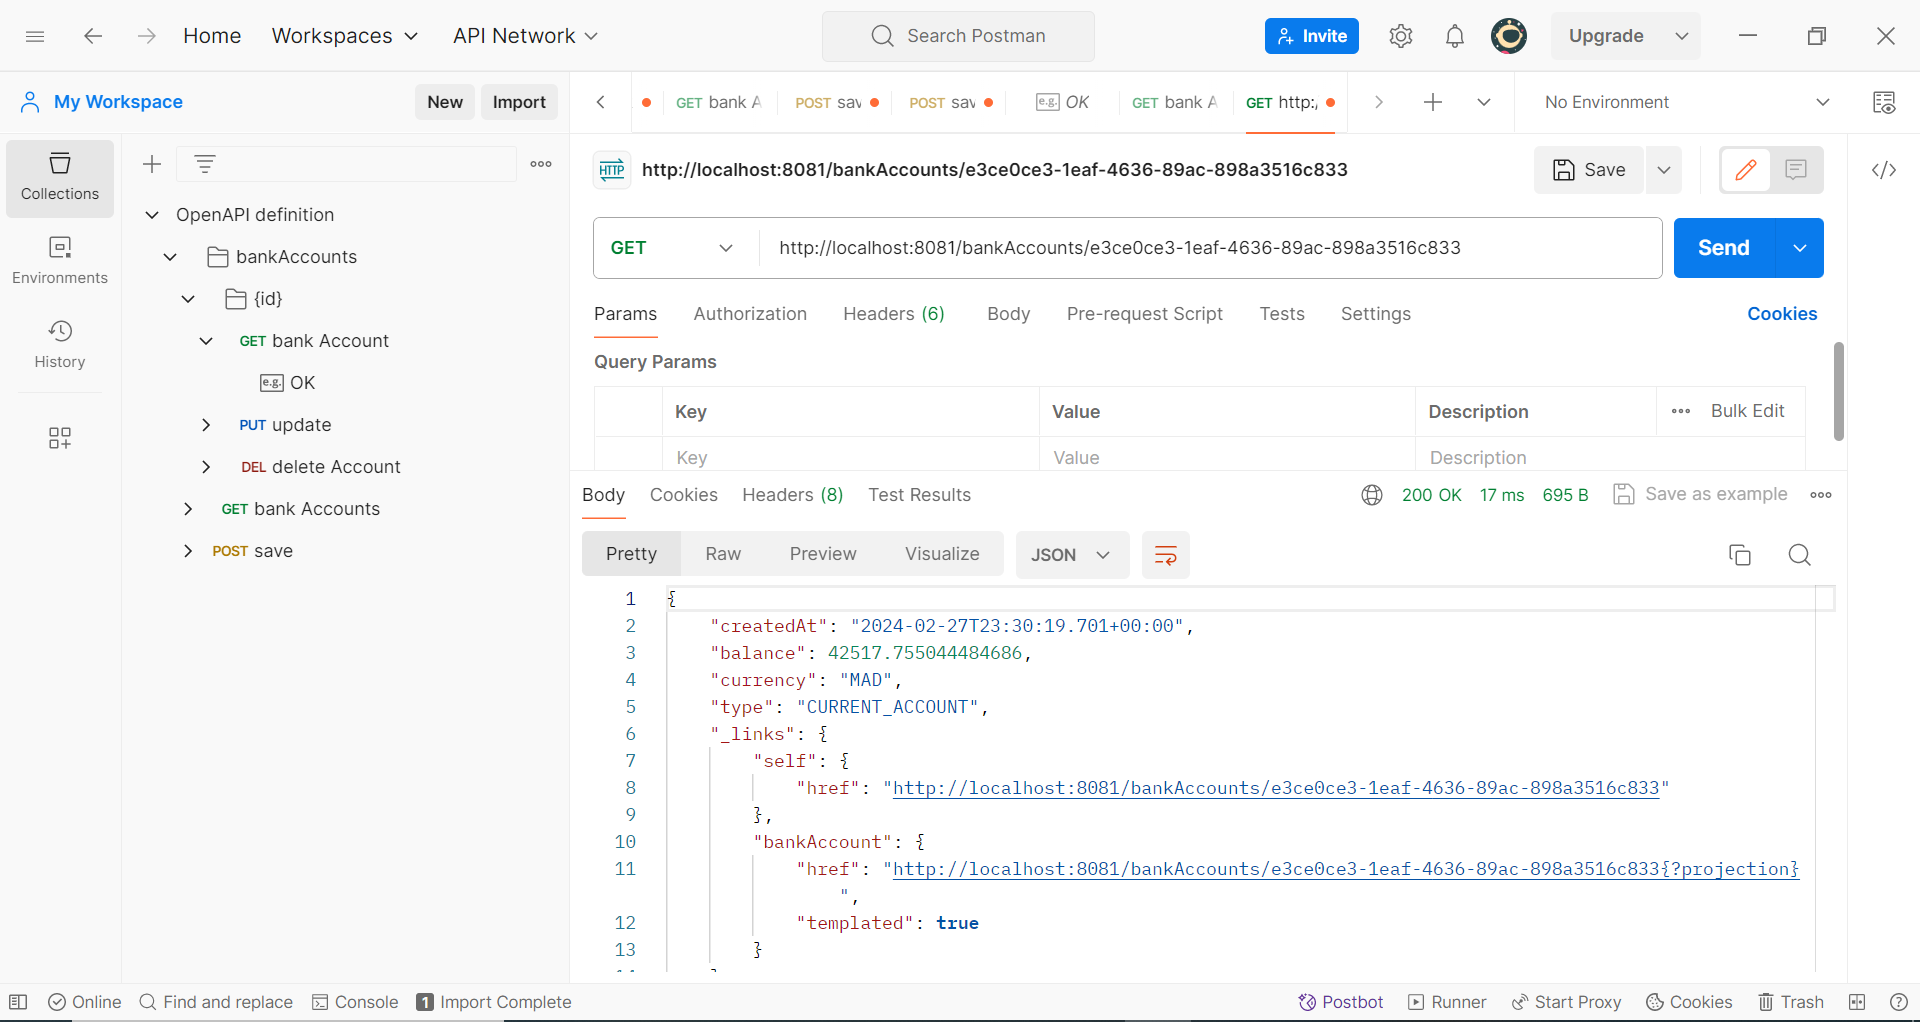 Home Workspaces API Network Search Postman Invite Upgrade
My Workspace New Import GET bank A POST sav POST sav e.g. OK GET bank A GET http:/ No Environment
Collections
Environments
History
OpenAPI definition
bankAccounts
{id}
GET bank Account
e.g. OK
PUT update
DEL delete Account
GET bank Accounts
POST save
HTTP http://localhost:8081/bankAccounts/e3ce0ce3-1eaf-4636-89ac-898a3516c833 Save
GET http://localhost:8081/bankAccounts/e3ce0ce3-1eaf-4636-89ac-898a3516c833 Send
Params Authorization Headers (6) Body Pre-request Script Tests Settings Cookies
Query Params
Key Value Description Bulk Edit
Key Value Description
Body Cookies Headers (8) Test Results 200 OK 17 ms 695 B Save as example
Pretty Raw Preview Visualize JSON
1 {
2 "createdAt": "2024-02-27T23:30:19.701+00:00",
3 "balance": 42517.755044484686,
4 "currency": "MAD",
5 "type": "CURRENT_ACCOUNT",
6 "_links": {
7 "self": {
8 "href": "http://localhost:8081/bankAccounts/e3ce0ce3-1eaf-4636-89ac-898a3516c833"
9 },
10 "bankAccount": {
11 "href": "http://localhost:8081/bankAccounts/e3ce0ce3-1eaf-4636-89ac-898a3516c833{?projection}
",
12 "templated": true
13 }
Online Find and replace Console 1 Import Complete Postbot Runner Start Proxy Cookies Trash